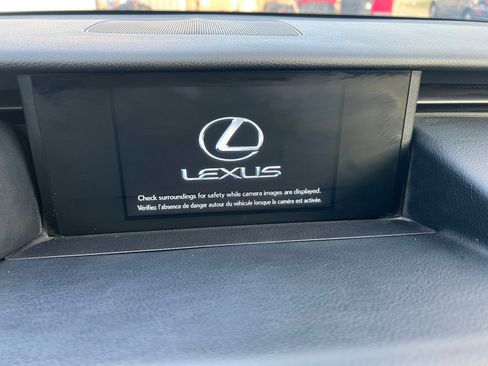 LEXUS
Check surroundings for safety while camera images are displayed.
Vérifiez l'absence de danger autour du véhicule lorsque la caméra est activée.